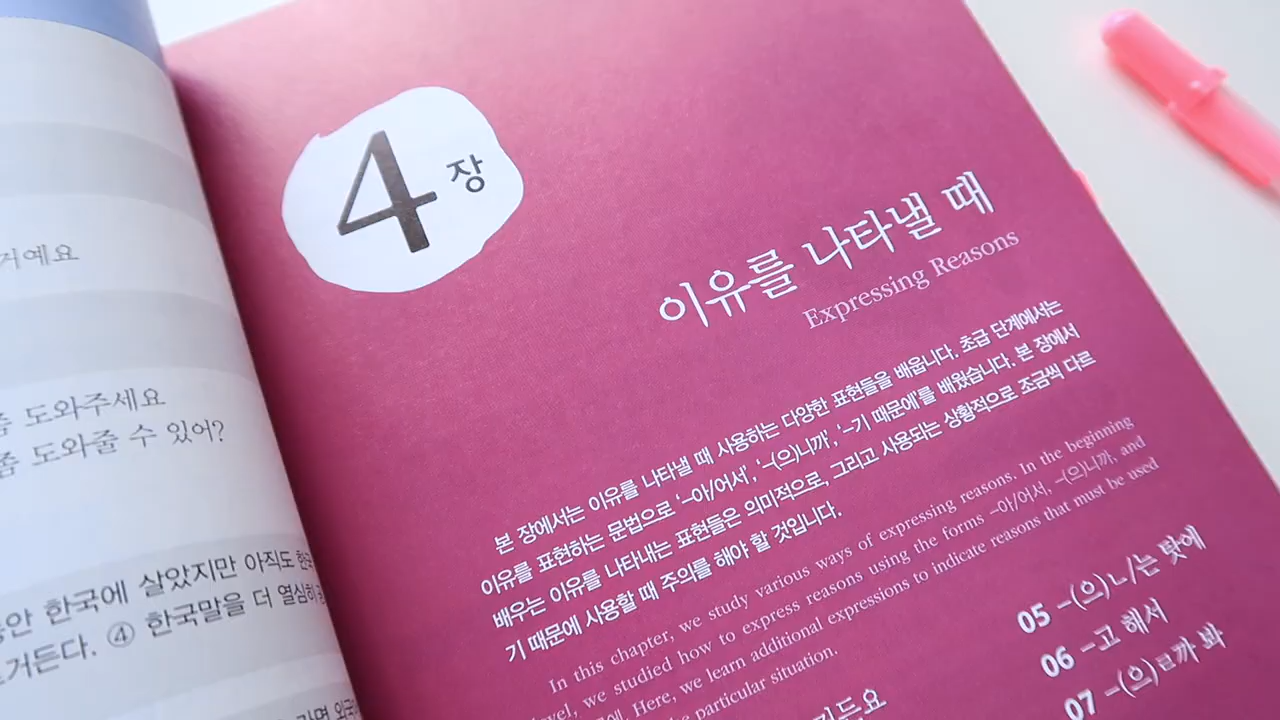 거예요
도와주세요
도와줄 수 있어?
한국에 살았지만 아직도
거든다. ④ 한국말을 더 열심히
4 장
이유를 나타낼 때
Expressing Reasons
본 장에서는 이유를 나타낼 때 사용하는 다양한 표현들을 배웁니다. 초급 단계에서는
이유를 표현하는 문법으로 ‘-아/어서’, ‘-(으)니까’, ‘-기 때문에’를 배웠습니다. 본 장에서
배우는 이유를 나타내는 표현들은 의미적으로, 그리고 사용되는 상황적으로 조금씩 다르
기 때문에 사용할 때 주의를 해야 할 것입니다.
In this chapter, we study various ways of expressing reasons. In the beginning
level, we studied how to express reasons using the forms -아/어서, -(으)니까, and
Here, we learn additional expressions to indicate reasons that must be used
particular situation.
05 -(으)ㄴ/는 탓에
06 -고 해서
07 -(으)ㄹ까 봐